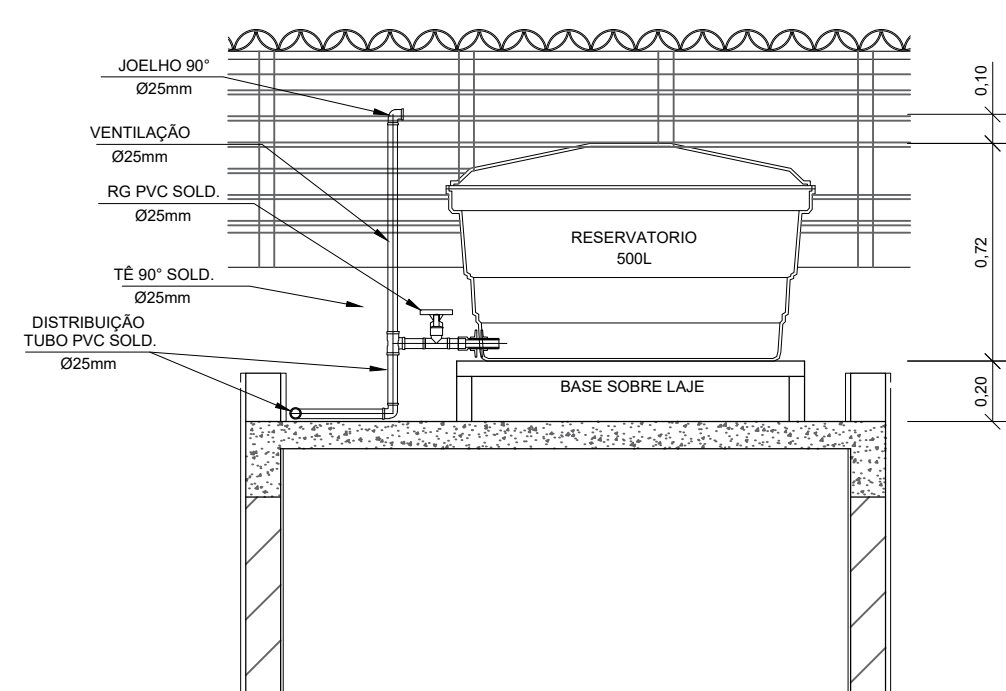 JOELHO 90°
Ø25mm
VENTILAÇÃO
Ø25mm
RG PVC SOLD.
Ø25mm
TÊ 90° SOLD.
Ø25mm
DISTRIBUIÇÃO
TUBO PVC SOLD.
Ø25mm
RESERVATORIO
500L
BASE SOBRE LAJE
0,10
0,72
0,20